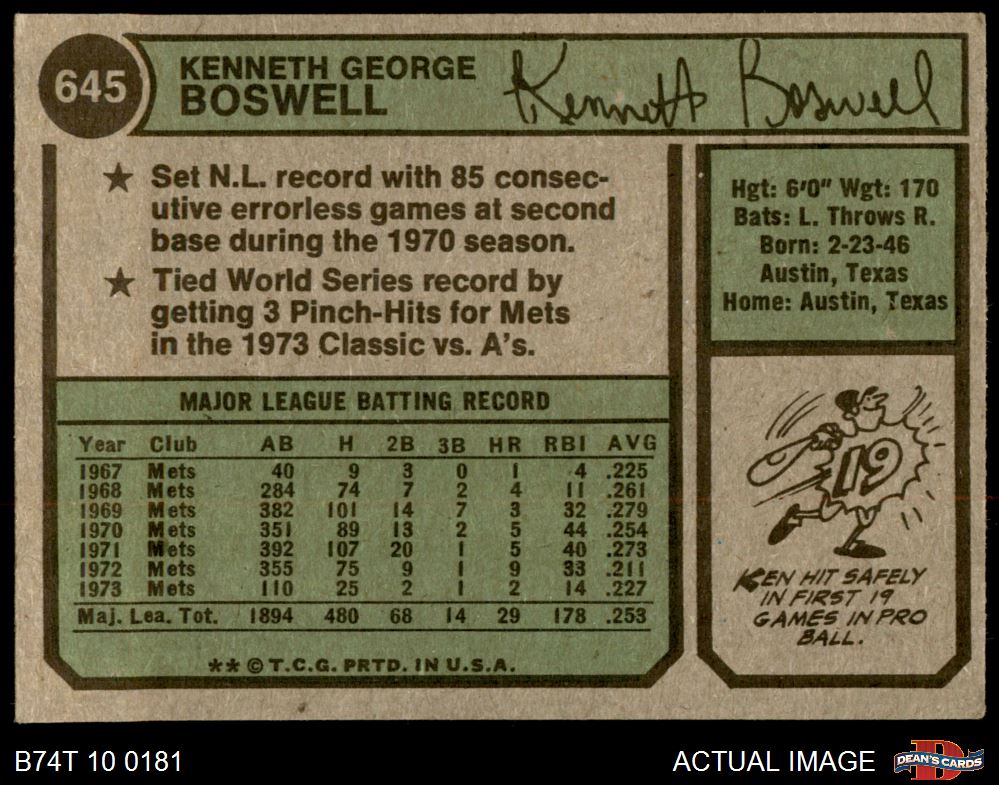 645
KENNETH GEORGE
BOSWELL
Kenneth Boswell
★ Set N.L. record with 85 consec-
utive errorless games at second
base during the 1970 season.
★ Tied World Series record by
getting 3 Pinch-Hits for Mets
in the 1973 Classic vs. A's.
Hgt: 6'0" Wgt: 170
Bats: L. Throws R.
Born: 2-23-46
Austin, Texas
Home: Austin, Texas
MAJOR LEAGUE BATTING RECORD
Year Club AB H 2B 3B HR RBI AVG
1967 Mets 40 9 3 0 1 4 .225
1968 Mets 284 74 7 2 4 11 .261
1969 Mets 382 101 14 7 3 32 .279
1970 Mets 351 89 13 2 5 44 .254
1971 Mets 392 107 20 1 5 40 .273
1972 Mets 355 75 9 1 9 33 .211
1973 Mets 110 25 2 1 2 14 .227
Maj. Lea. Tot. 1894 480 68 14 29 178 .253
**© T.C.G. PRTD. IN U.S.A.
19
KEN HIT SAFELY
IN FIRST 19
GAMES IN PRO
BALL.
B74T 10 0181
ACTUAL IMAGE
D
DEAN'S CARDS